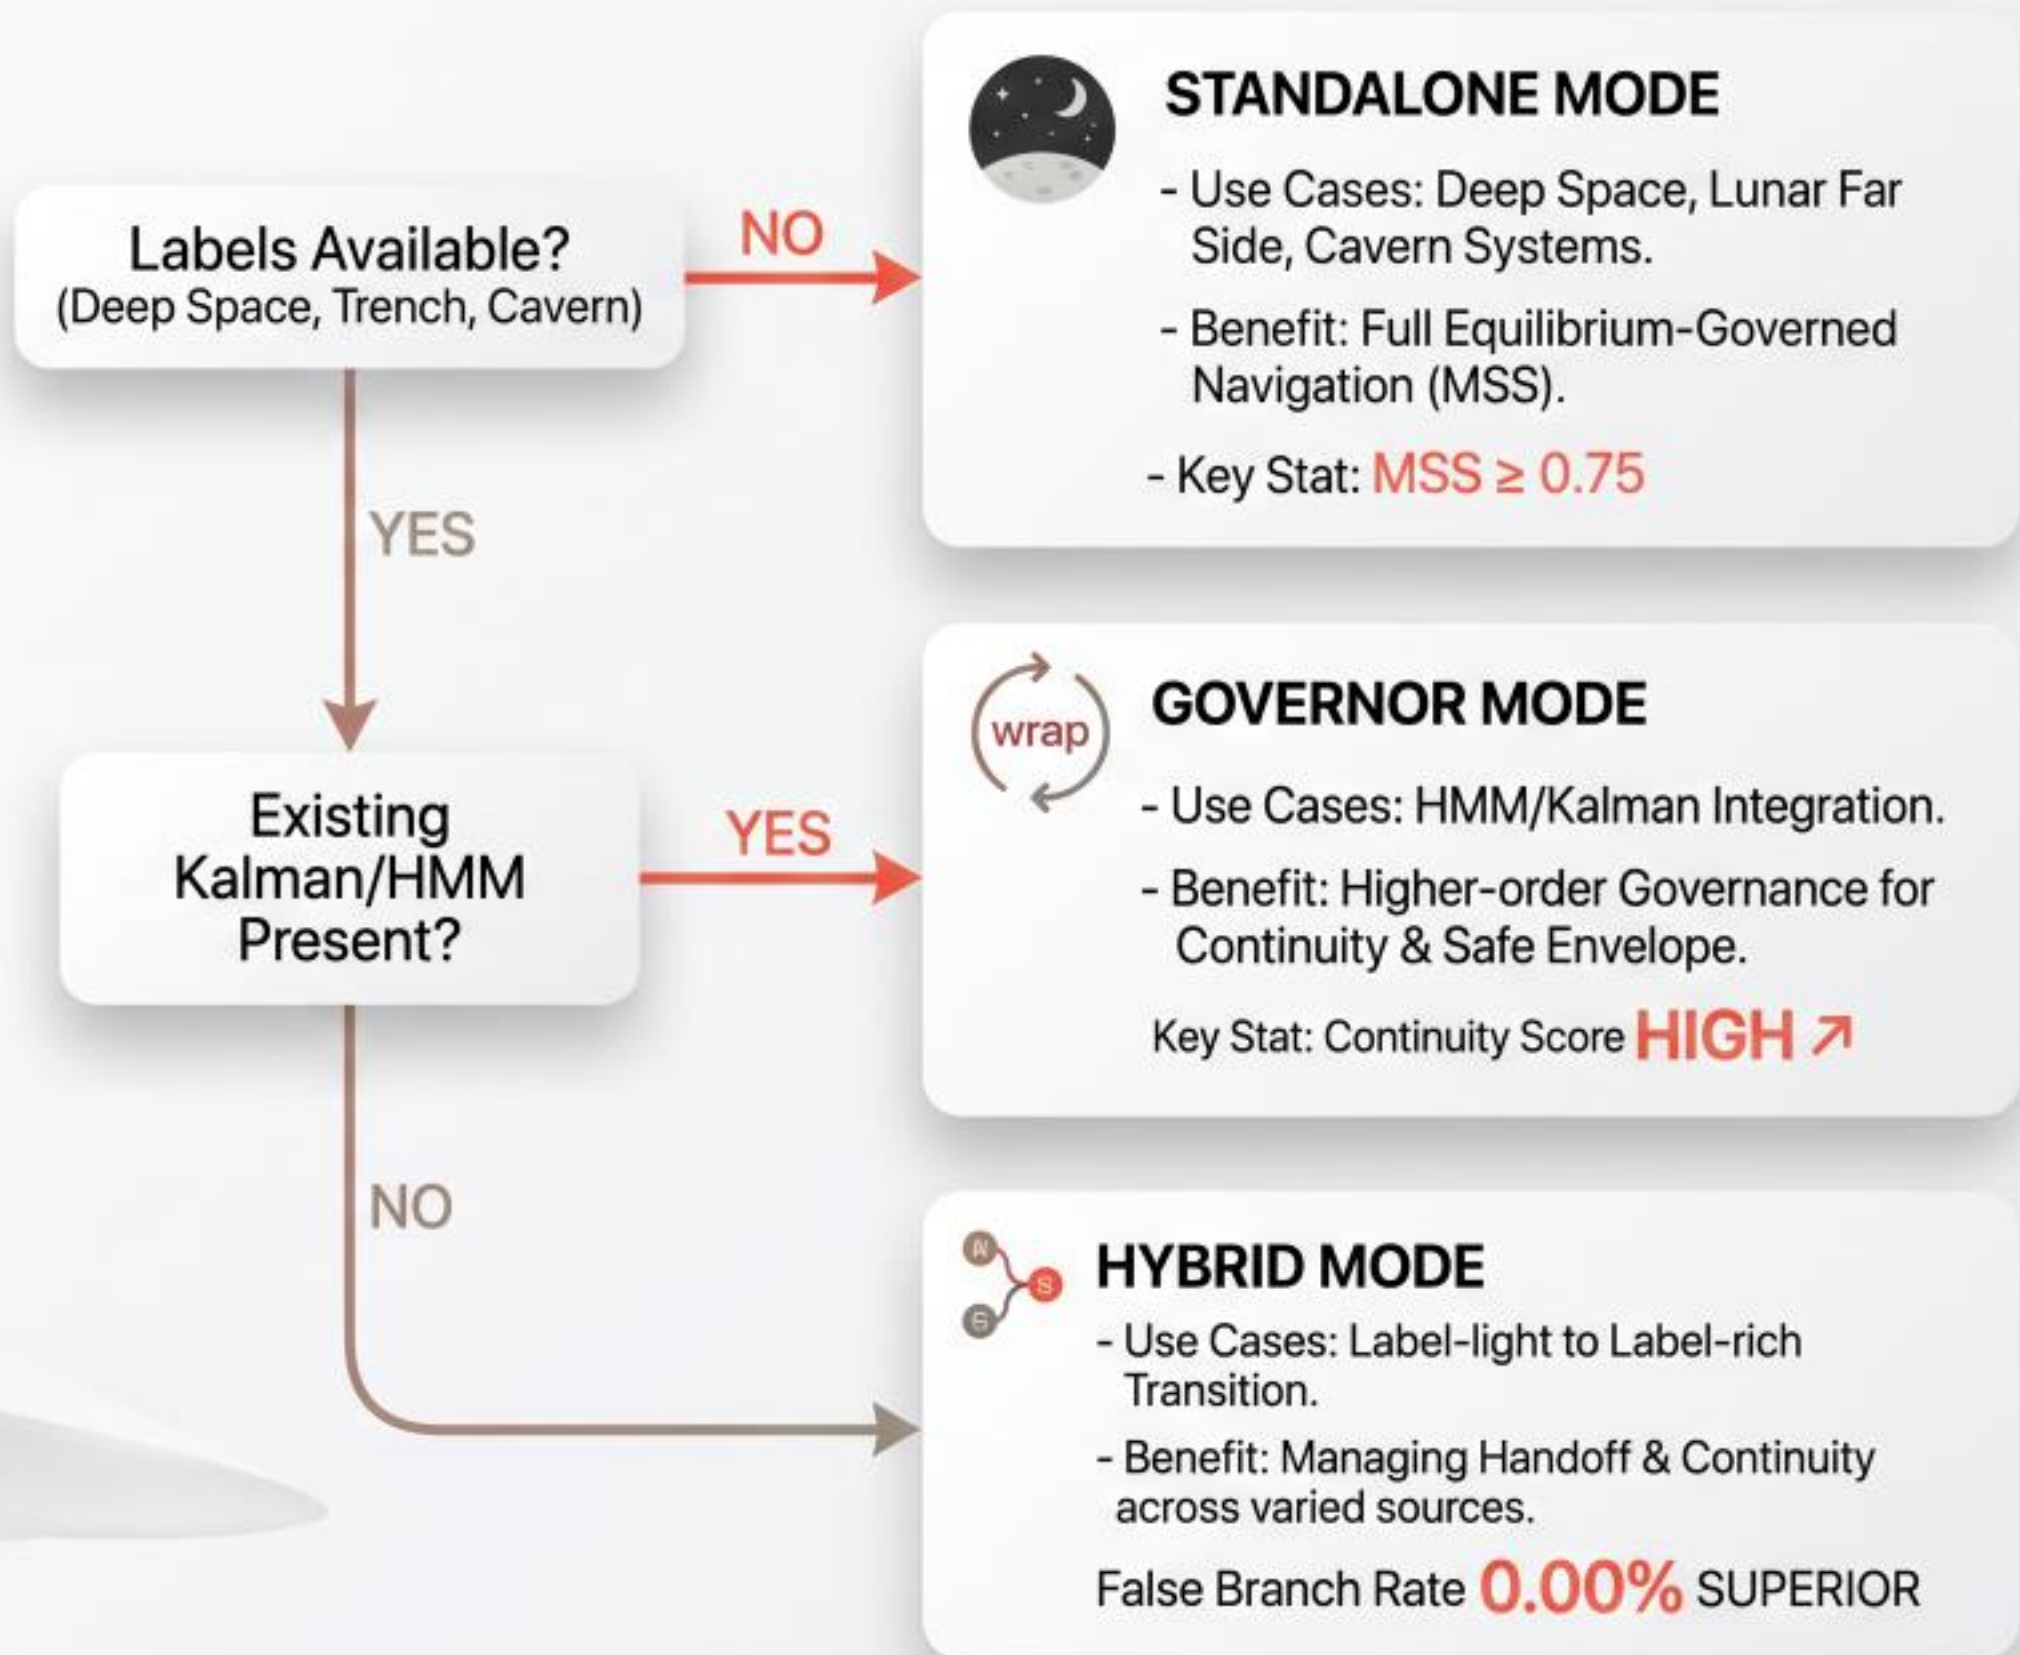 Labels Available?
(Deep Space, Trench, Cavern)
NO
YES
Existing
Kalman/HMM
Present?
YES
NO
STANDALONE MODE
- Use Cases: Deep Space, Lunar Far
Side, Cavern Systems.
- Benefit: Full Equilibrium-Governed
Navigation (MSS).
- Key Stat: MSS ≥ 0.75
wrap
GOVERNOR MODE
- Use Cases: HMM/Kalman Integration.
- Benefit: Higher-order Governance for
Continuity & Safe Envelope.
Key Stat: Continuity Score HIGH ↗
S
HYBRID MODE
- Use Cases: Label-light to Label-rich
Transition.
- Benefit: Managing Handoff & Continuity
across varied sources.
False Branch Rate 0.00% SUPERIOR